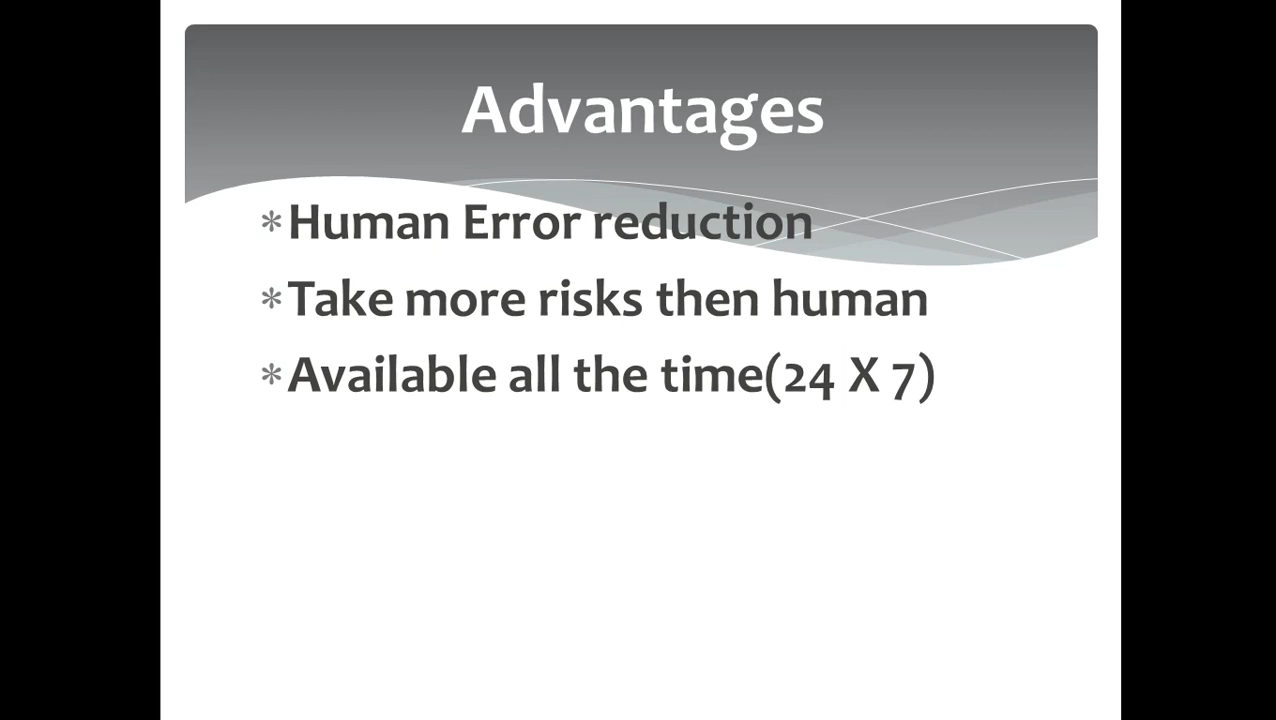 Advantages
*Human Error reduction
*Take more risks then human
*Available all the time(24 X 7)